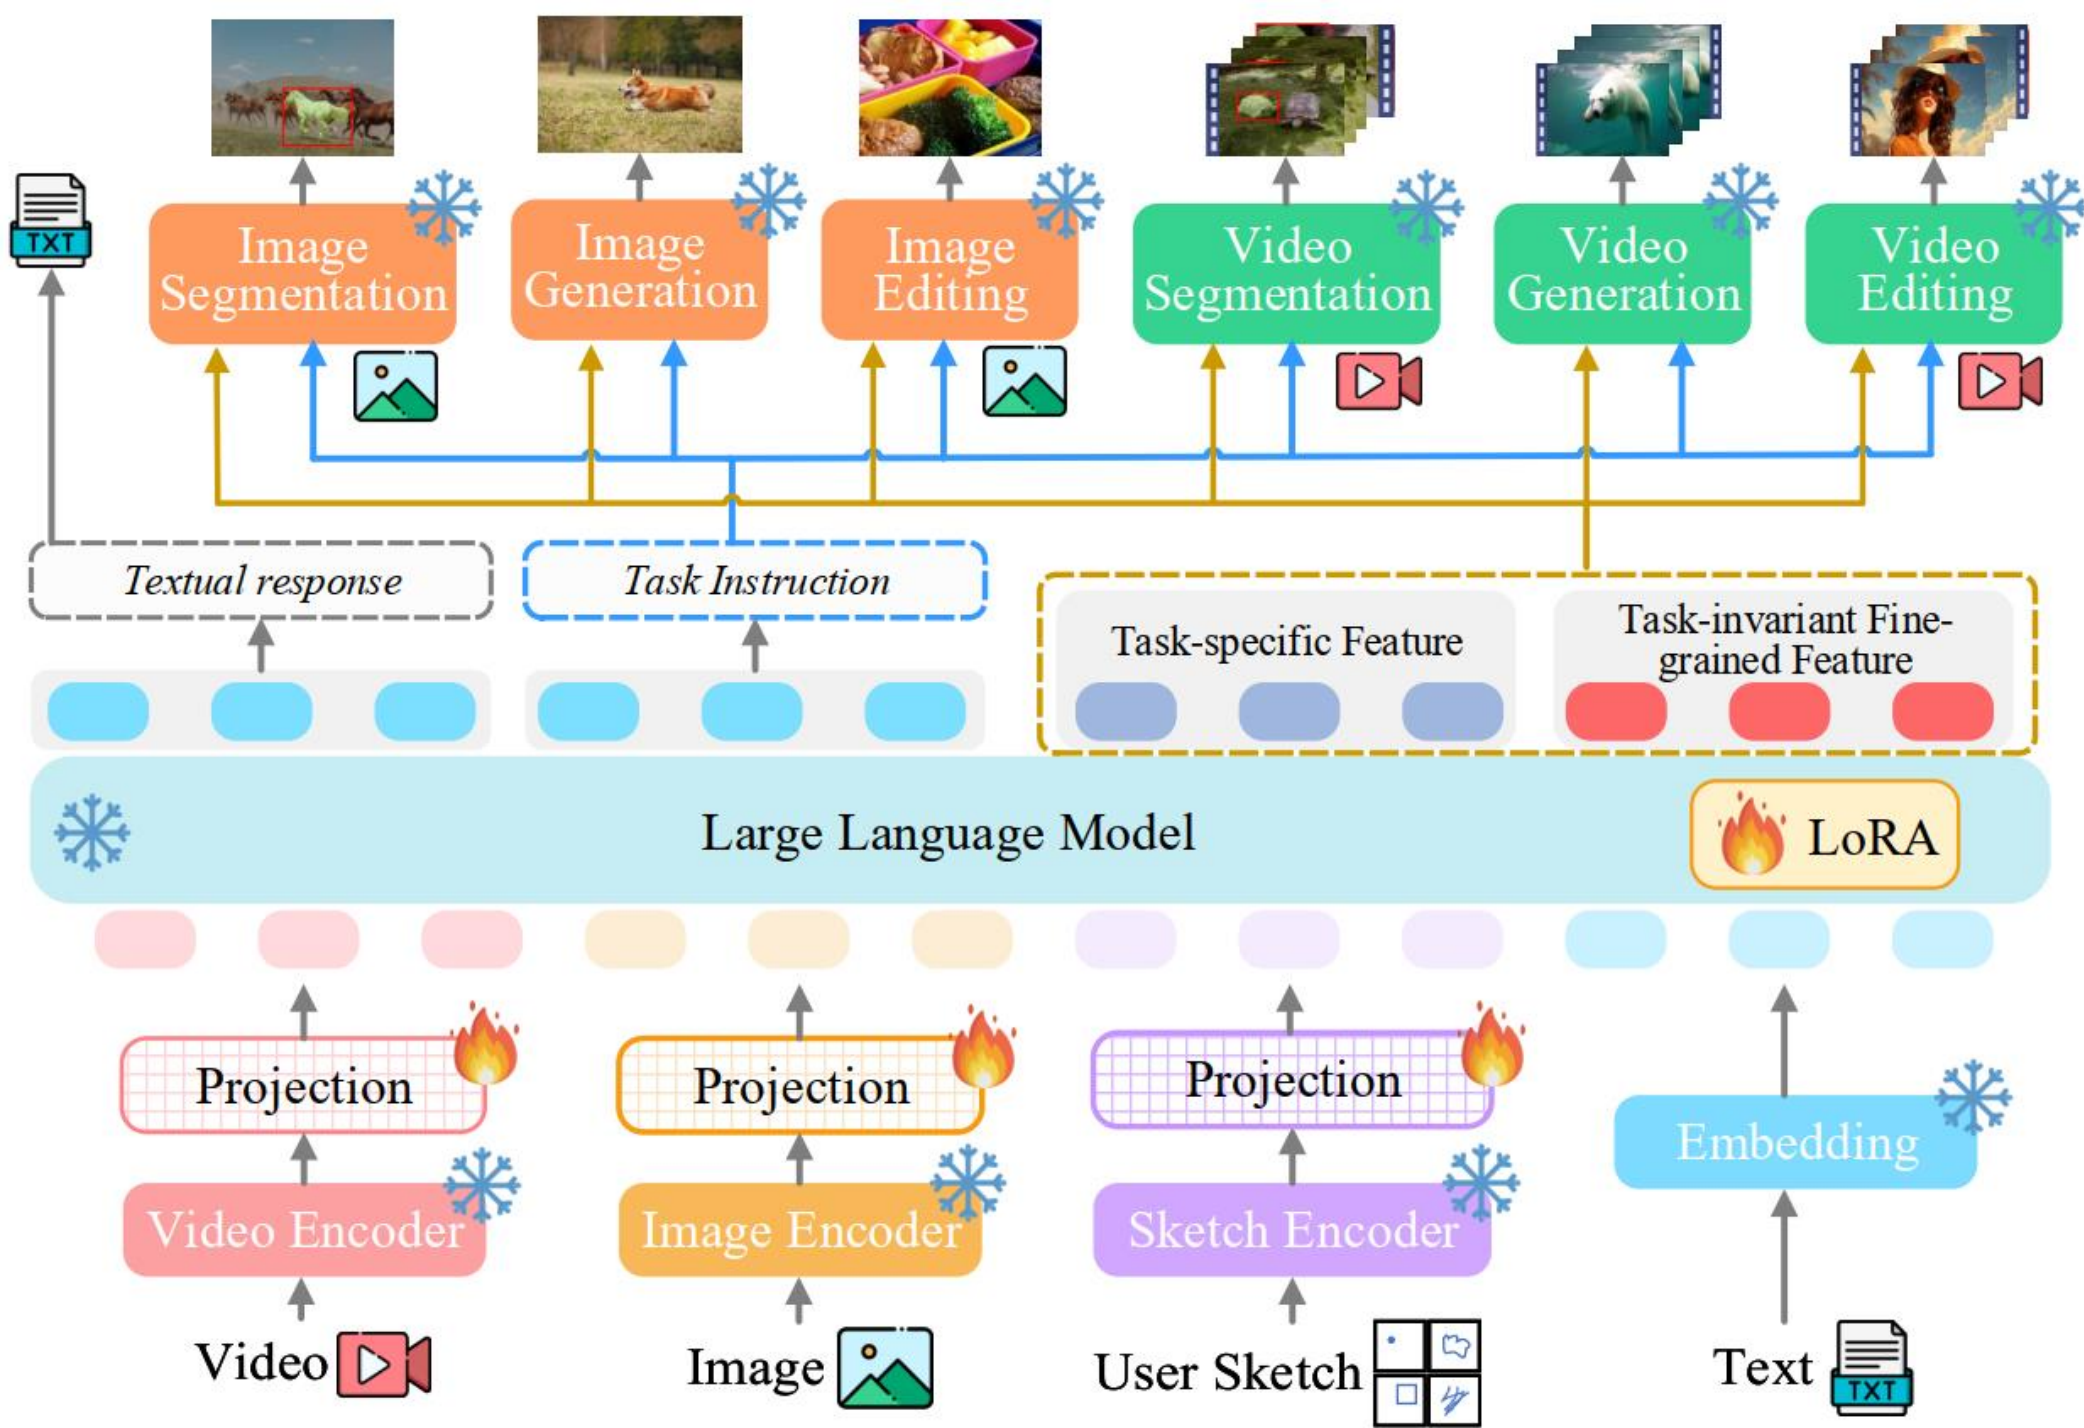 TXT
Image
Segmentation
Image
Generation
Image
Editing
Video
Segmentation
Video
Generation
Video
Editing
Textual response
Task Instruction
Task-specific Feature
Task-invariant Fine-
grained Feature
Large Language Model
LoRA
Projection
Projection
Projection
Embedding
Video Encoder
Image Encoder
Sketch Encoder
Video
Image
User Sketch
Text
TXT